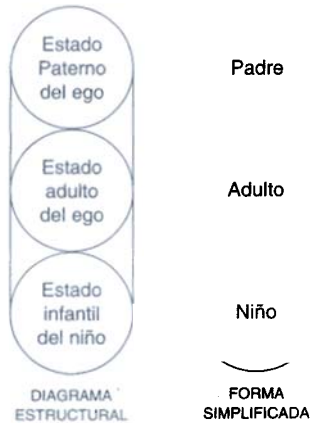 Estado
Paterno
del ego
Padre
Estado
adulto
del ego
Adulto
Estado
infantil
del niño
Niño
DIAGRAMA
ESTRUCTURAL
FORMA
SIMPLIFICADA